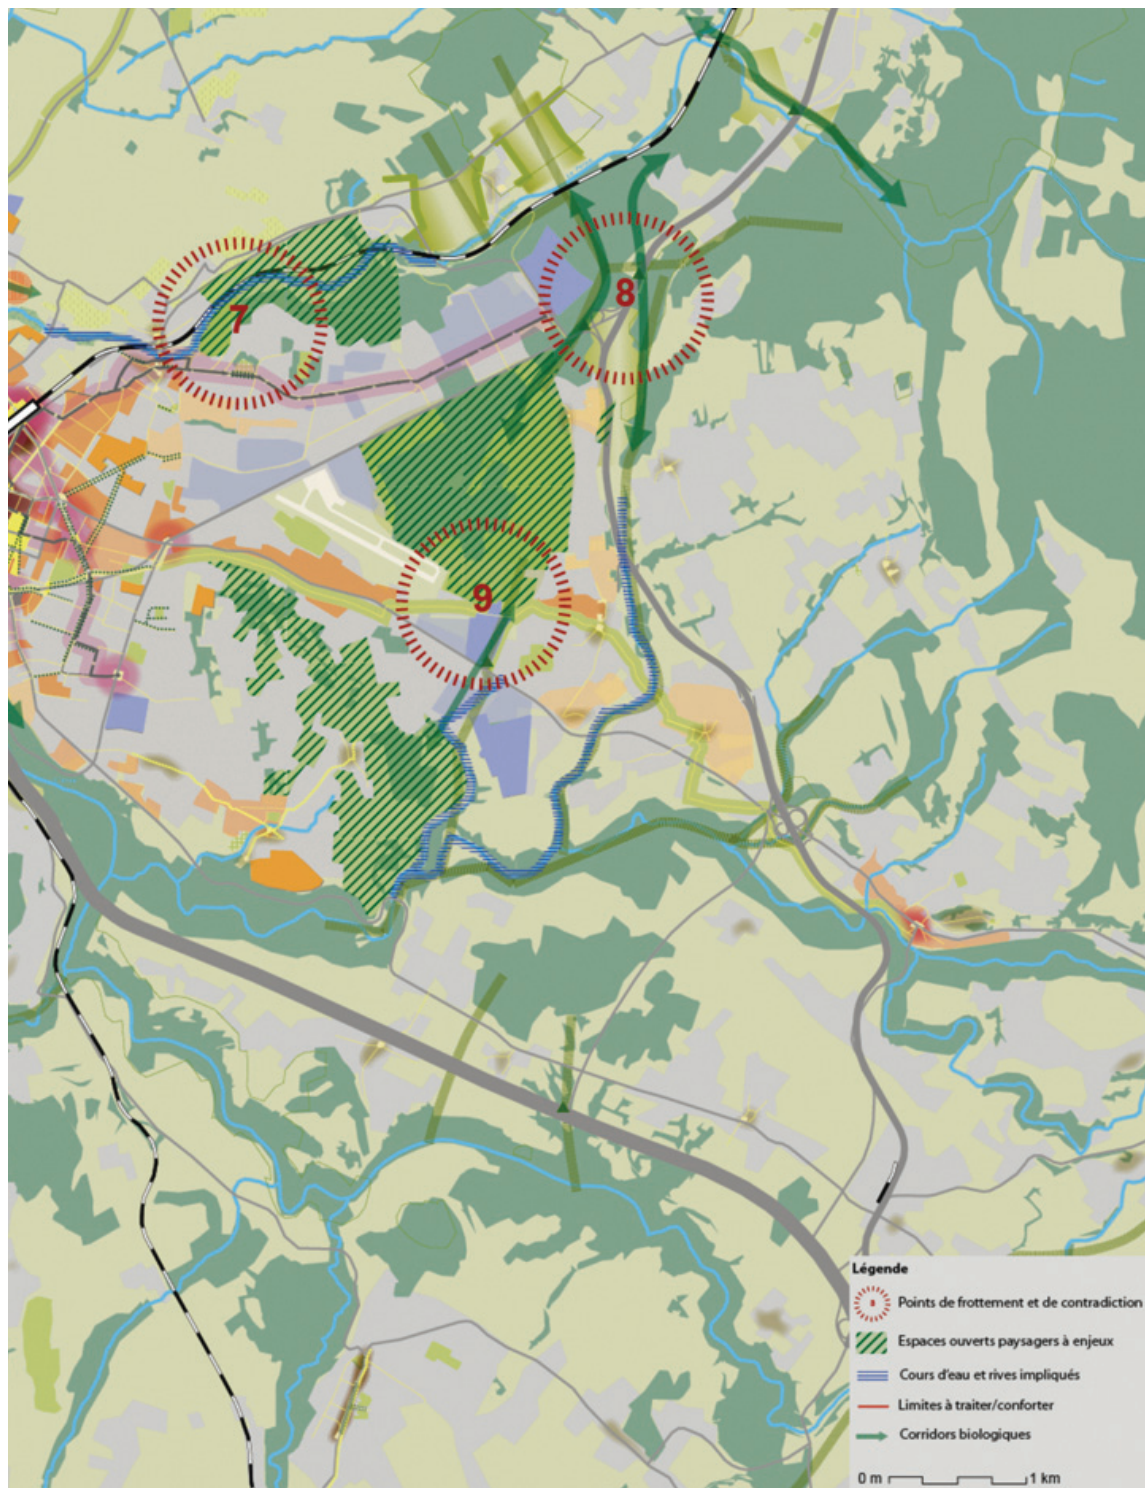 7
8
9
Légende
8 Points de frottement et de contradiction
Espaces ouverts paysagers à enjeux
Cours d'eau et rives impliqués
Limites à traiter/conforter
Corridors biologiques
0 m 1 km